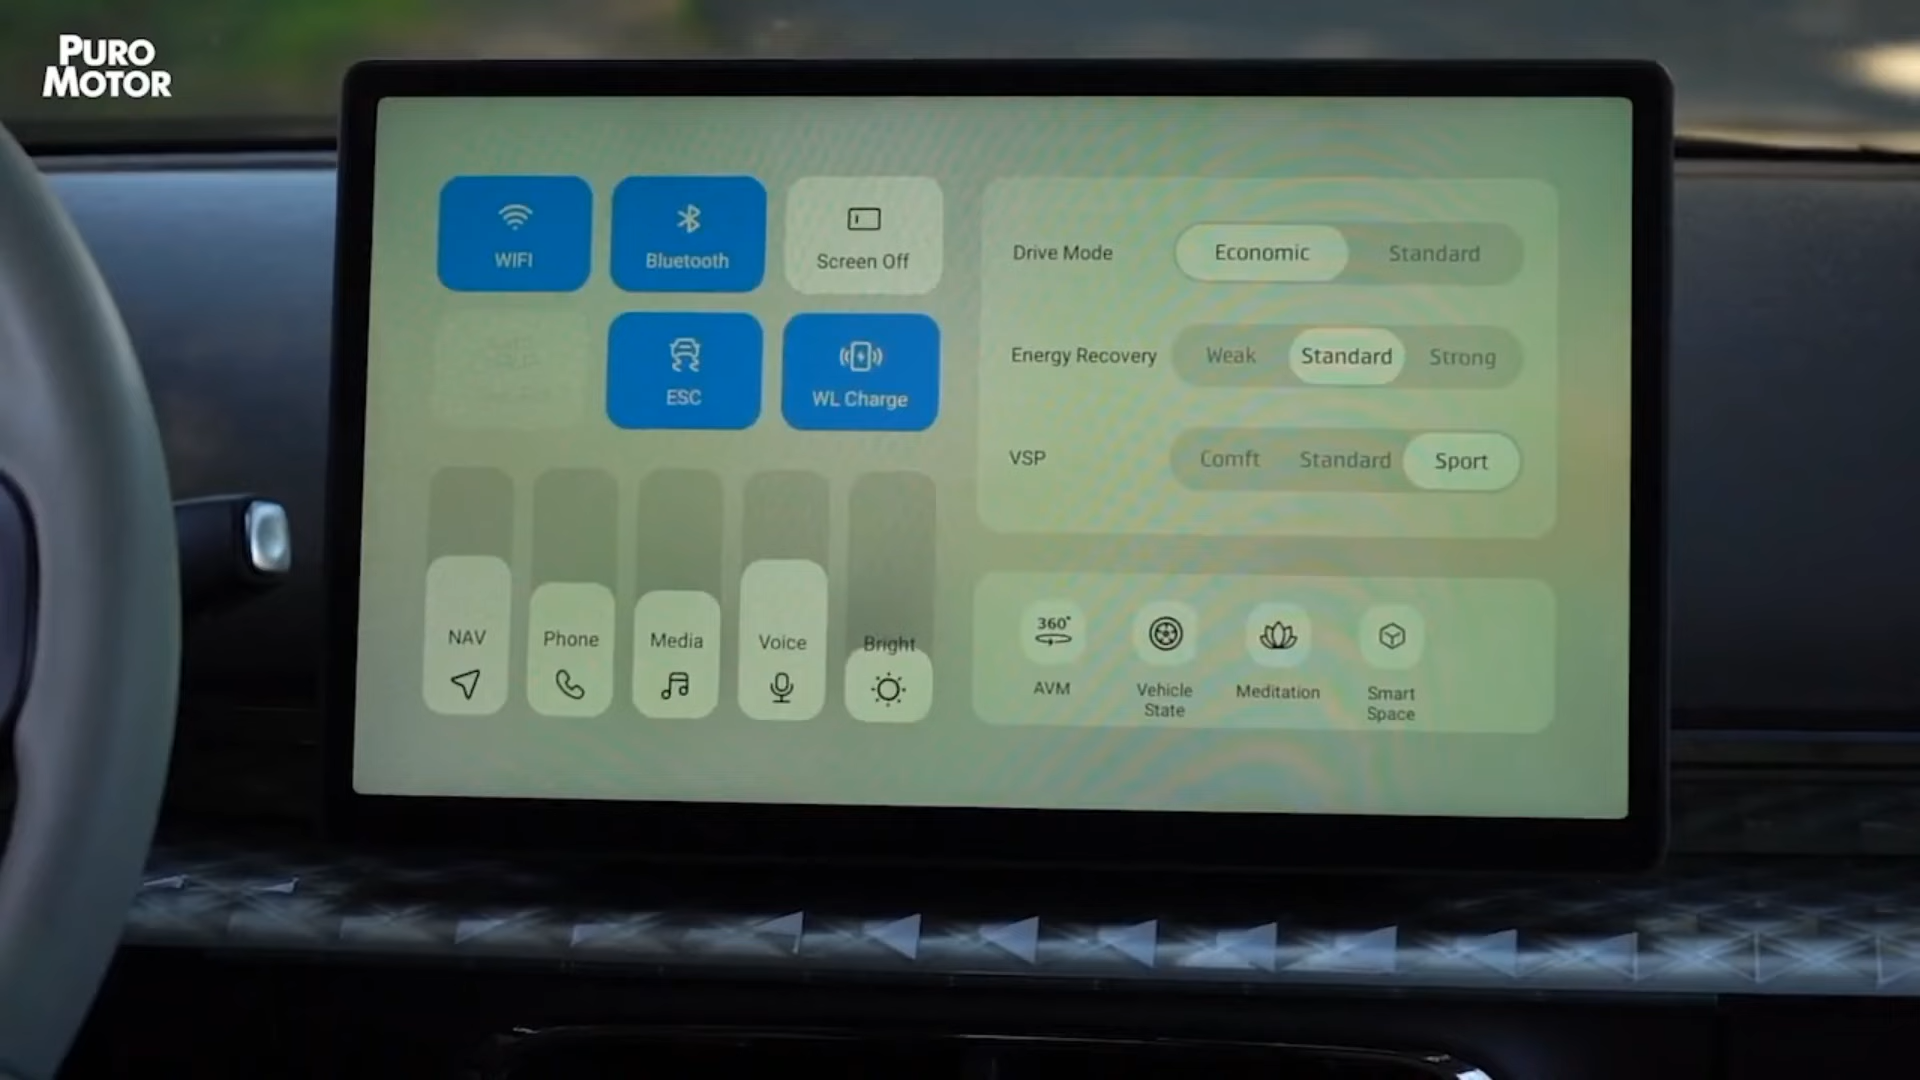 PURO
MOTOR
WIFI
Bluetooth
Screen Off
ESC
WL Charge
Drive Mode
Economic
Standard
Energy Recovery
Weak
Standard
Strong
VSP
Comft
Standard
Sport
NAV
Phone
Media
Voice
Bright
360°
AVM
Vehicle
State
Meditation
Smart
Space